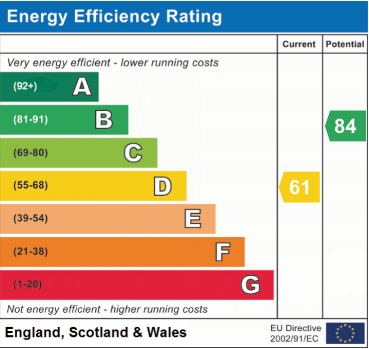 Energy Efficiency Rating
Current Potential
Very energy efficient - lower running costs
(92+) A
(81-91) B
84
(69-80) C
(55-68) D
61
(39-54) E
(21-38) F
(1-20) G
Not energy efficient - higher running costs
England, Scotland & Wales
EU Directive
2002/91/EC